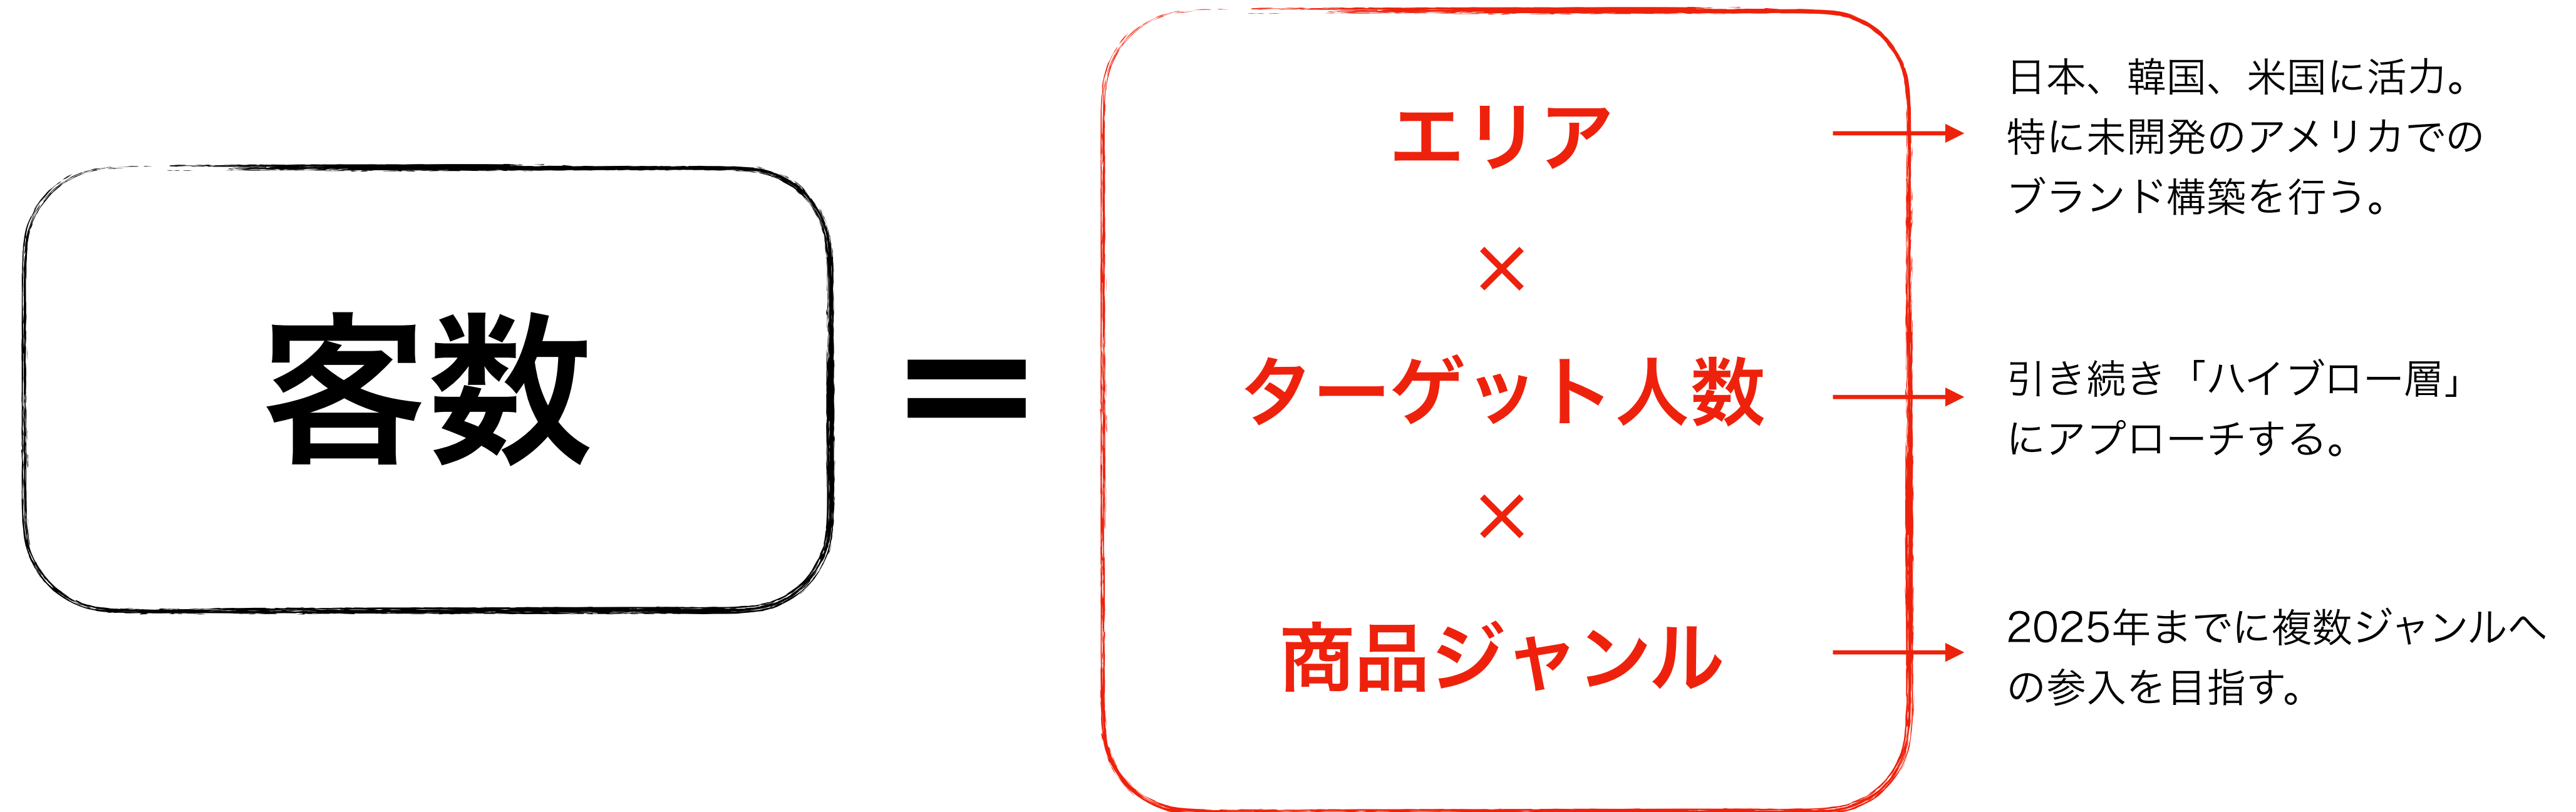 客数
=
エリア
×
ターゲット人数
×
商品ジャンル
日本、韓国、米国に活力。
特に未開発のアメリカでの
ブランド構築を行う。
引き続き「ハイブロー層」
にアプローチする。
2025年までに複数ジャンルへ
の参入を目指す。